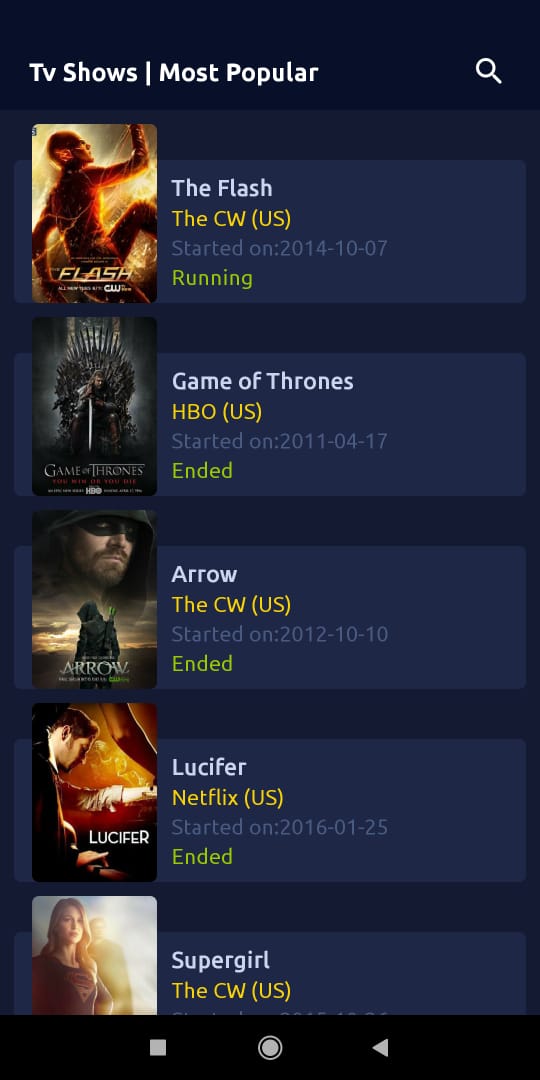 Tv Shows | Most Popular
The Flash
The CW (US)
Started on:2014-10-07
Running
FLASH
Game of Thrones
HBO (US)
Started on:2011-04-17
Ended
GAME OF THRONES
YOU WIN OR YOU DIE
HBO
Arrow
The CW (US)
Started on:2012-10-10
Ended
ARROW
Lucifer
Netflix (US)
Started on:2016-01-25
Ended
LUCIFER
Supergirl
The CW (US)